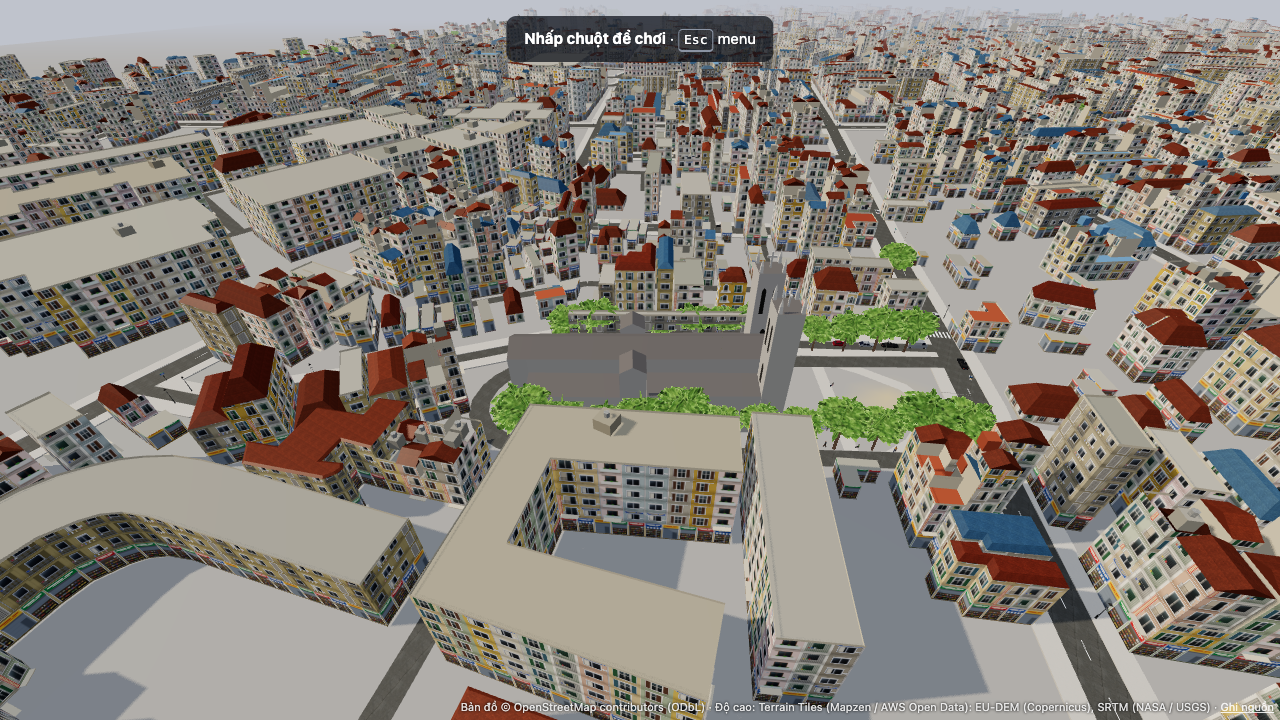 Nhấp chuột để chơi · Esc menu
Bản đồ © OpenStreetMap contributors (ODbL) · Độ cao: Terrain Tiles (Mapzen / AWS Open Data): EU-DEM (Copernicus), SRTM (NASA / USGS) · Ghi nguồn